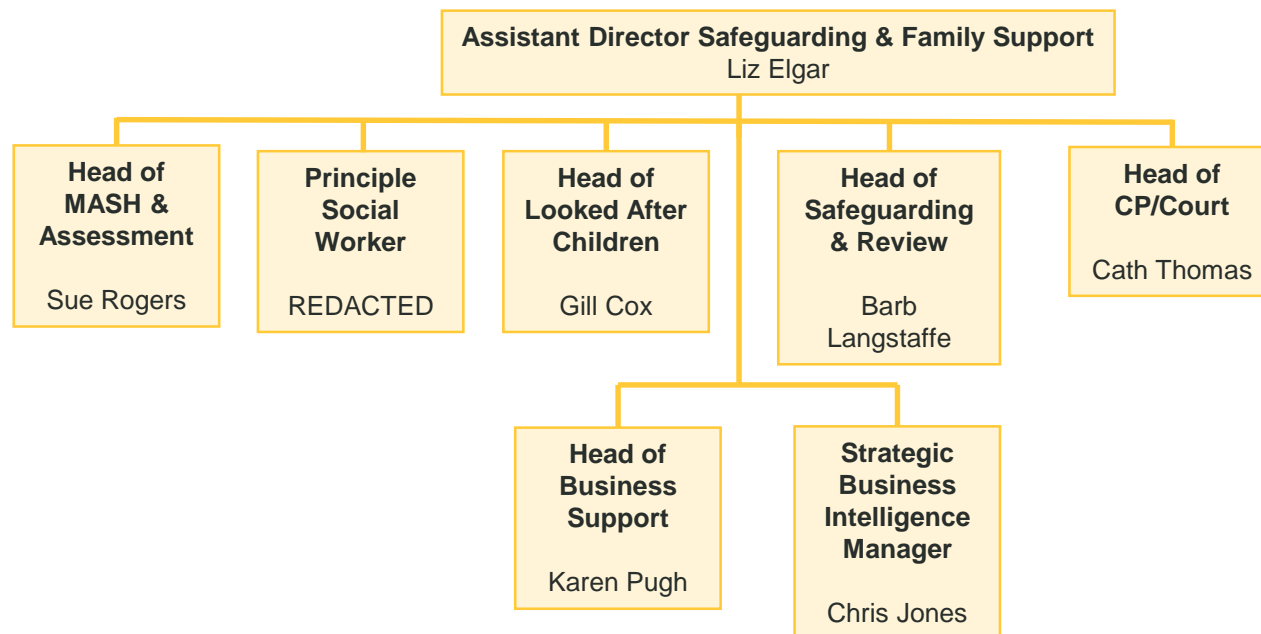 Assistant Director Safeguarding & Family Support
Liz Elgar
Head of
MASH &
Assessment
Sue Rogers
Principle
Social
Worker
REDACTED
Head of
Looked After
Children
Gill Cox
Head of
Safeguarding
& Review
Barb
Langstaffe
Head of
CP/Court
Cath Thomas
Head of
Business
Support
Karen Pugh
Strategic
Business
Intelligence
Manager
Chris Jones